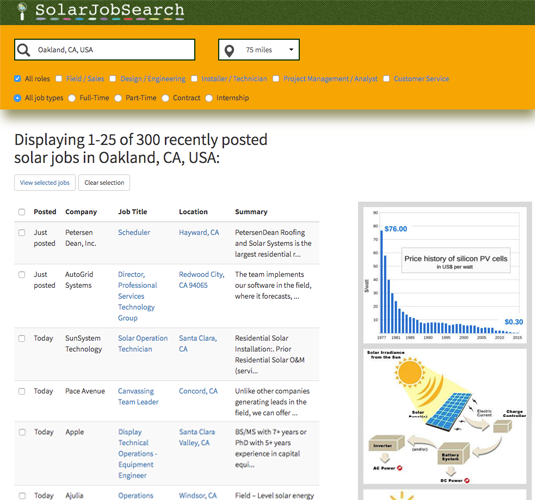 SolarJobSearch
Oakland, CA, USA
75 miles
All roles Field / Sales Design / Engineering Installer / Technician Project Management / Analyst Customer Service
All job types Full-Time Part-Time Contract Internship
Displaying 1-25 of 300 recently posted
solar jobs in Oakland, CA, USA:
View selected jobs Clear selection
Posted Company Job Title Location Summary
Just Petersen Scheduler Hayward, CA PetersenDean Roofing
posted Dean, Inc. and Solar Systems is the
largest residential r...
Just AutoGrid Director, Redwood City, The team implements
posted Systems Professional CA 94065 our software in the field,
Services where it forecasts, ...
Technology
Group
Today SunSystem Solar Operation Santa Clara, Residential Solar
Technology Technician CA Installation:. Prior
Residential Solar O&M
(servi...
Today Pace Avenue Canvassing Concord, CA Unlike other companies
Team Leader generating leads in the
field, we can offer ...
Today Apple Display Santa Clara BS/MS with 7+ years or
Technical Valley, CA PhD with 5+ years
Operations - experience in capital
Equipment equi...
Engineer
Today Ajulia Operations Windsor, CA Field – Level solar energy
90
80
70
60
50
40
30
20
10
0
$/watt
$76.00
Price history of silicon PV cells
in US$ per watt
$0.30
1977 1980 1985 1990 1995 2000 2005 2010 2015
Solar Irradiance
from the Sun
Solar
Electric
Current
Charge
Controller
Inverter
(and/or)
Battery
System
AC Power
DC Power